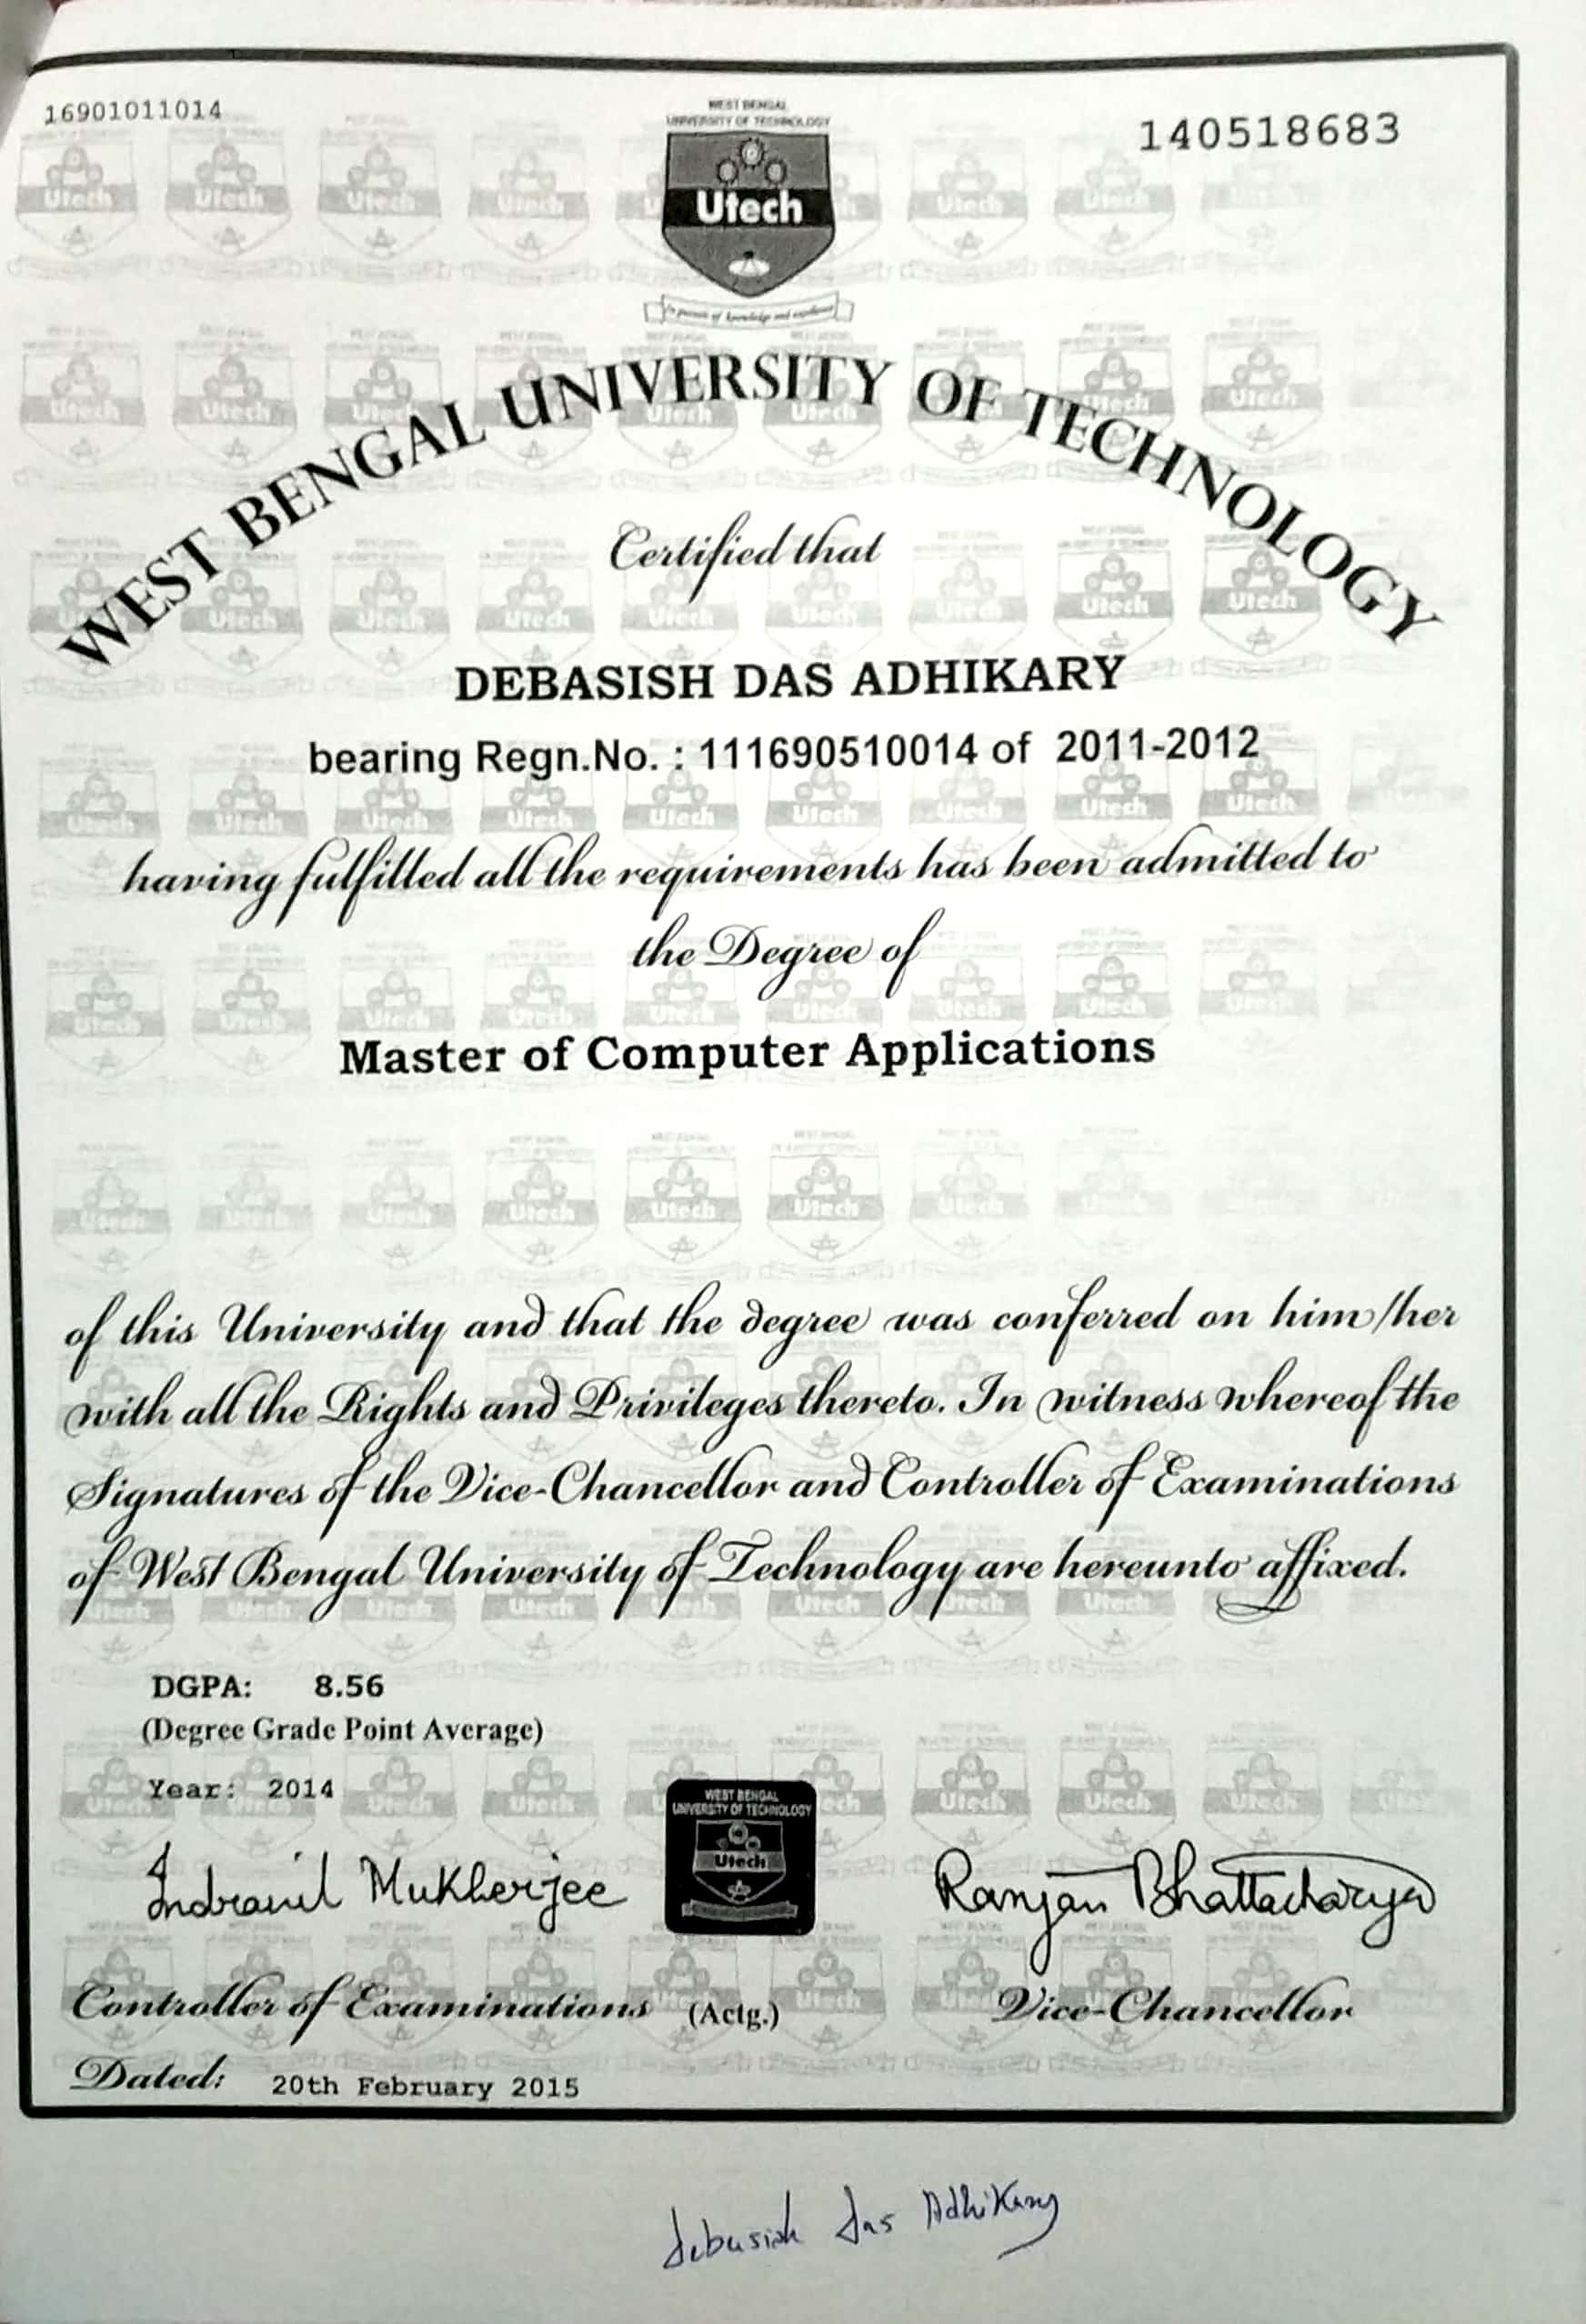 16901011014
140518683
WEST BENGAL
UNIVERSITY OF TECHNOLOGY
Utech
In pursuit of knowledge and excellence
WEST BENGAL UNIVERSITY OF TECHNOLOGY
Certified that
DEBASISH DAS ADHIKARY
bearing Regn.No. : 111690510014 of 2011-2012
having fulfilled all the requirements has been admitted to
the Degree of
Master of Computer Applications
of this University and that the degree was conferred on him/her
with all the Rights and Privileges thereto. In witness whereof the
Signatures of the Vice-Chancellor and Controller of Examinations
of West Bengal University of Technology are hereunto affixed.
DGPA: 8.56
(Degree Grade Point Average)
Year: 2014
WEST BENGAL
UNIVERSITY OF TECHNOLOGY
Utech
Indranil Mukherjee
Ranjan Bhattacharya
Controller of Examinations (Actg.)
Vice-Chancellor
Dated: 20th February 2015
Debasish Das Adhikary